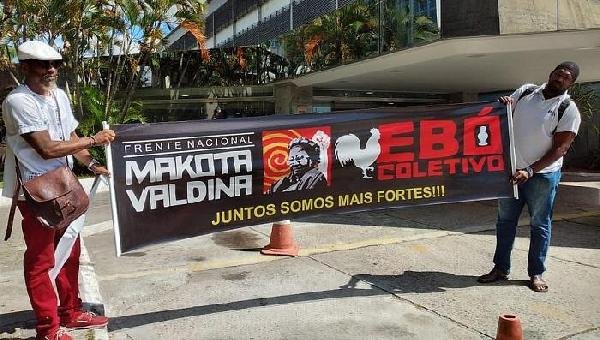 FRENTE NACIONAL
MAKOTA
VALDINA
EBÓ
COLETIVO
JUNTOS SOMOS MAIS FORTES!!!